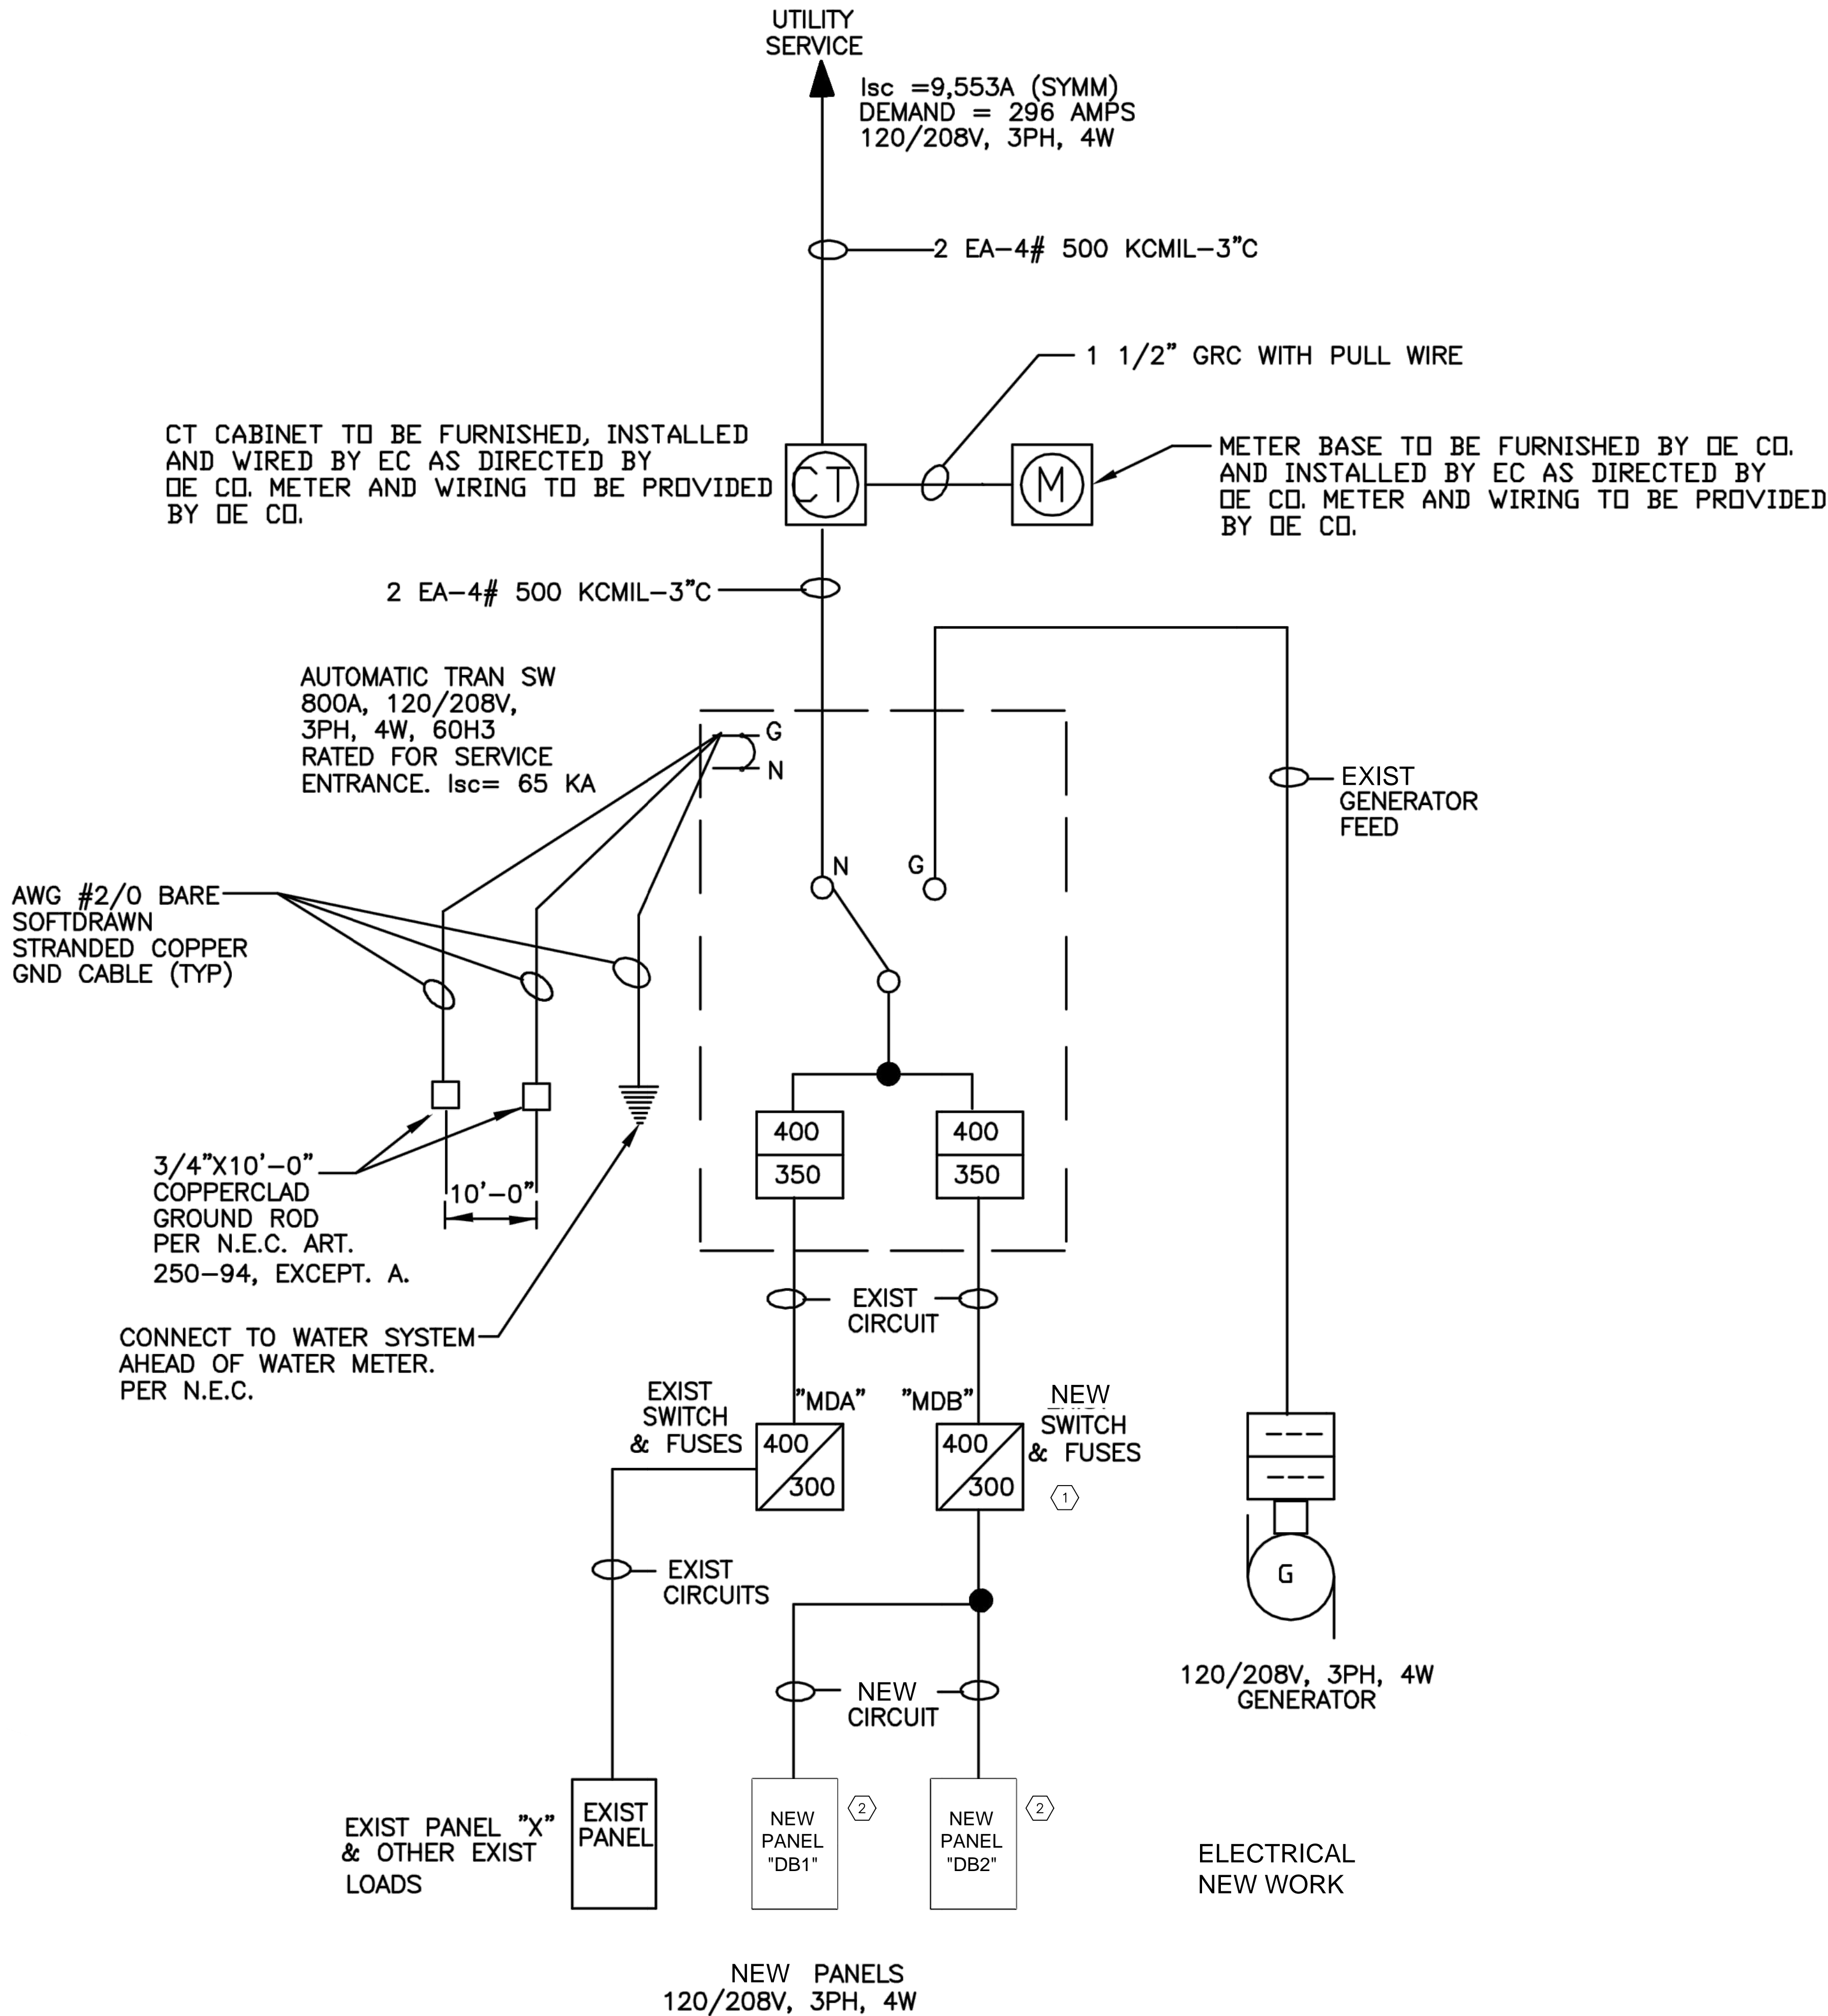 UTILITY
SERVICE
Isc =9,553A (SYMM)
DEMAND = 296 AMPS
120/208V, 3PH, 4W
2 EA-4# 500 KCMIL-3"C
1 1/2" GRC WITH PULL WIRE
CT CABINET TO BE FURNISHED, INSTALLED
AND WIRED BY EC AS DIRECTED BY
OE CO. METER AND WIRING TO BE PROVIDED
BY OE CO.
CT
M
METER BASE TO BE FURNISHED BY OE CO.
AND INSTALLED BY EC AS DIRECTED BY
OE CO. METER AND WIRING TO BE PROVIDED
BY OE CO.
2 EA-4# 500 KCMIL-3"C
AUTOMATIC TRAN SW
800A, 120/208V,
3PH, 4W, 60H3
RATED FOR SERVICE
ENTRANCE. Isc= 65 KA
G
N
EXIST
GENERATOR
FEED
N
G
AWG #2/0 BARE
SOFTDRAWN
STRANDED COPPER
GND CABLE (TYP)
400
350
400
350
3/4"X10'-0"
COPPERCLAD
GROUND ROD
PER N.E.C. ART.
250-94, EXCEPT. A.
10'-0"
CONNECT TO WATER SYSTEM
AHEAD OF WATER METER.
PER N.E.C.
EXIST
CIRCUIT
EXIST
SWITCH
& FUSES
"MDA"
400
300
"MDB"
400
300
NEW
SWITCH
& FUSES
1
EXIST
CIRCUITS
G
120/208V, 3PH, 4W
GENERATOR
NEW
CIRCUIT
EXIST PANEL "X"
& OTHER EXIST
LOADS
EXIST
PANEL
NEW
PANEL
"DB1"
2
NEW
PANEL
"DB2"
2
ELECTRICAL
NEW WORK
NEW PANELS
120/208V, 3PH, 4W